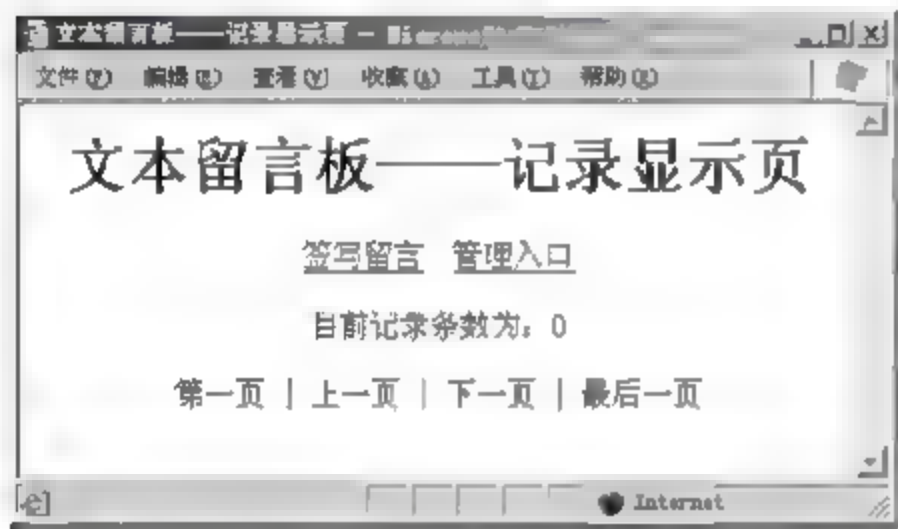 文本留言板——记录显示页 -
文件(F) 编辑(E) 查看(V) 收藏(A) 工具(T) 帮助(H)
文本留言板——记录显示页
签写留言 管理入口
目前记录条数为：0
第一页 | 上一页 | 下一页 | 最后一页
Internet